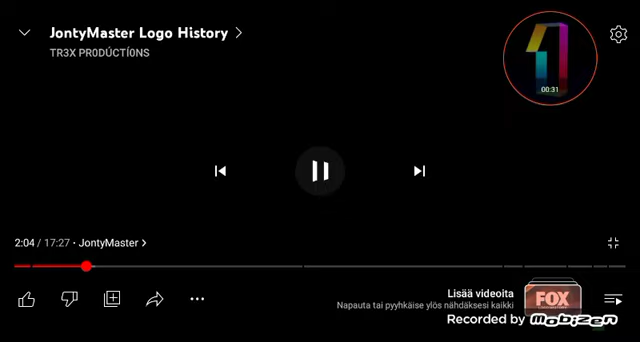 JontyMaster Logo History
TR3X PR0DÚCTÍ0NS
00:31
2:04 / 17:27 • JontyMaster
Lisää videoita
Napauta tai pyyhkäise ylös nähdäksesi kaikki
FOX
Recorded by Mobizen